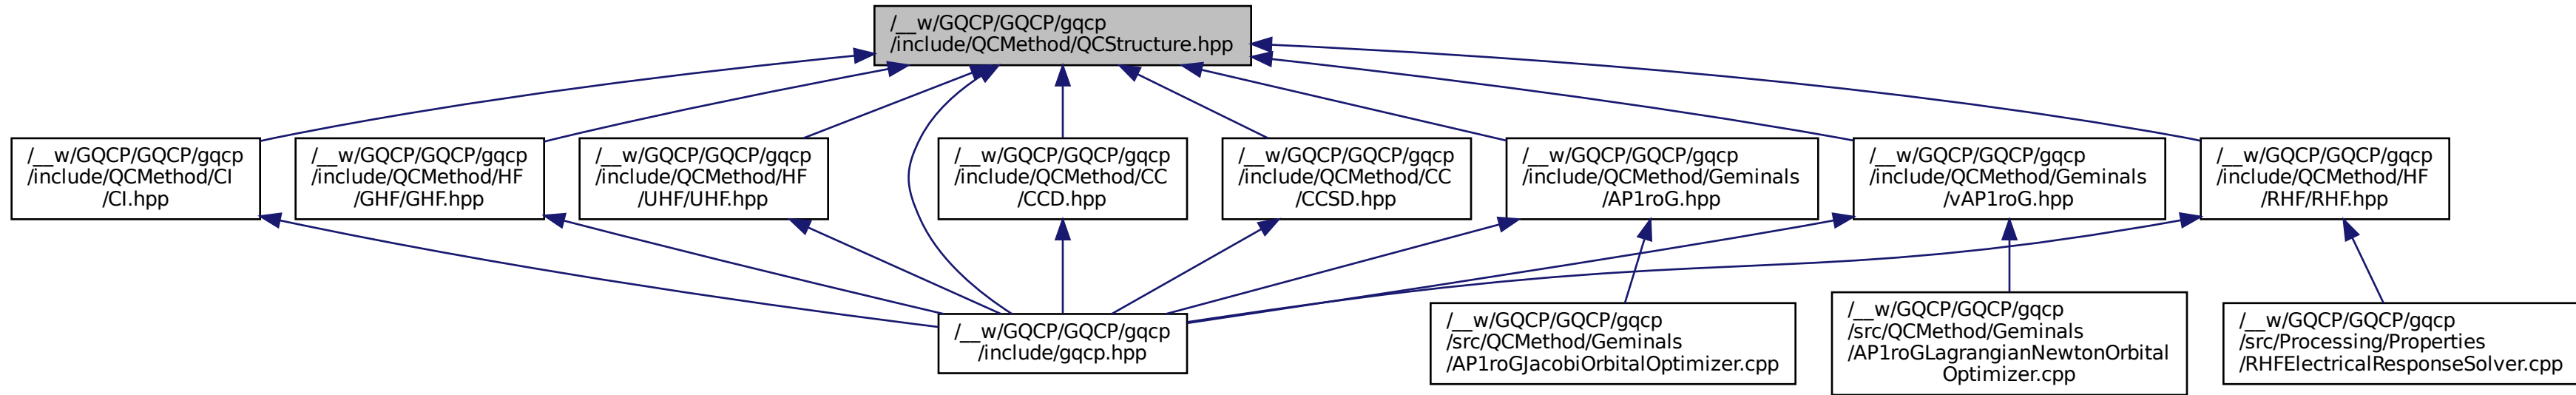 /__w/GQCP/GQCP/gqcp
/include/QCMethod/QCStructure.hpp
/__w/GQCP/GQCP/gqcp
/include/QCMethod/CI
/CI.hpp
/__w/GQCP/GQCP/gqcp
/include/QCMethod/HF
/GHF/GHF.hpp
/__w/GQCP/GQCP/gqcp
/include/QCMethod/HF
/UHF/UHF.hpp
/__w/GQCP/GQCP/gqcp
/include/QCMethod/CC
/CCD.hpp
/__w/GQCP/GQCP/gqcp
/include/QCMethod/CC
/CCSD.hpp
/__w/GQCP/GQCP/gqcp
/include/QCMethod/Geminals
/AP1roG.hpp
/__w/GQCP/GQCP/gqcp
/include/QCMethod/Geminals
/vAP1roG.hpp
/__w/GQCP/GQCP/gqcp
/include/QCMethod/HF
/RHF/RHF.hpp
/__w/GQCP/GQCP/gqcp
/include/gqcp.hpp
/__w/GQCP/GQCP/gqcp
/src/QCMethod/Geminals
/AP1roGJacobiOrbitalOptimizer.cpp
/__w/GQCP/GQCP/gqcp
/src/QCMethod/Geminals
/AP1roGLagrangianNewtonOrbital
Optimizer.cpp
/__w/GQCP/GQCP/gqcp
/src/Processing/Properties
/RHFElectricalResponseSolver.cpp